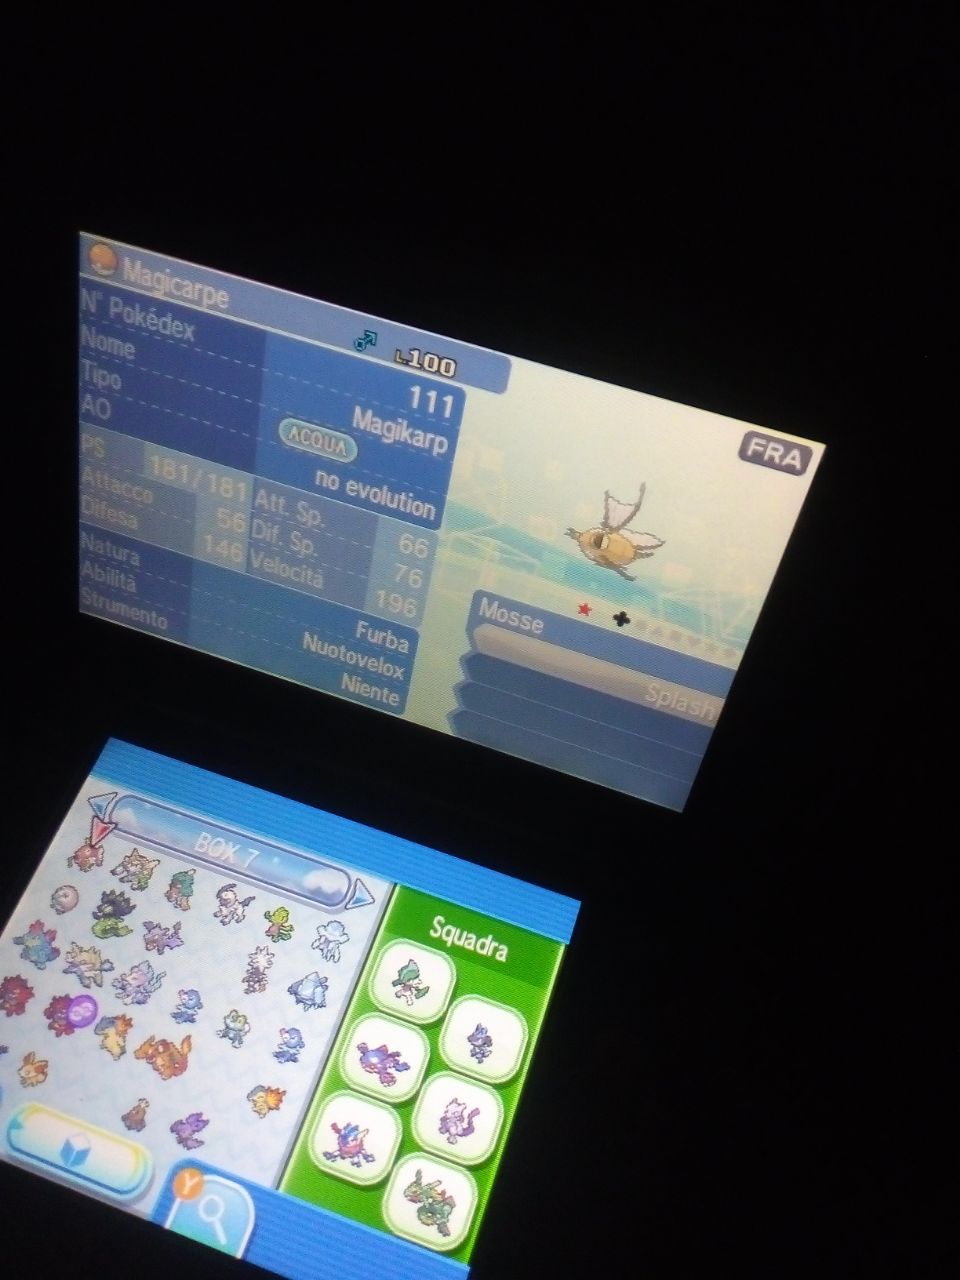 Magicarpe
♂ L.100
N° Pokédex 111
Nome Magikarp
Tipo ACQUA
AO no evolution
PS 181/181
Attacco 56
Difesa 146
Att. Sp. 66
Dif. Sp. 76
Velocità 196
Natura Furba
Abilità Nuotovelox
Strumento Niente
FRA
Mosse
Splash
BOX 7
Squadra
Y